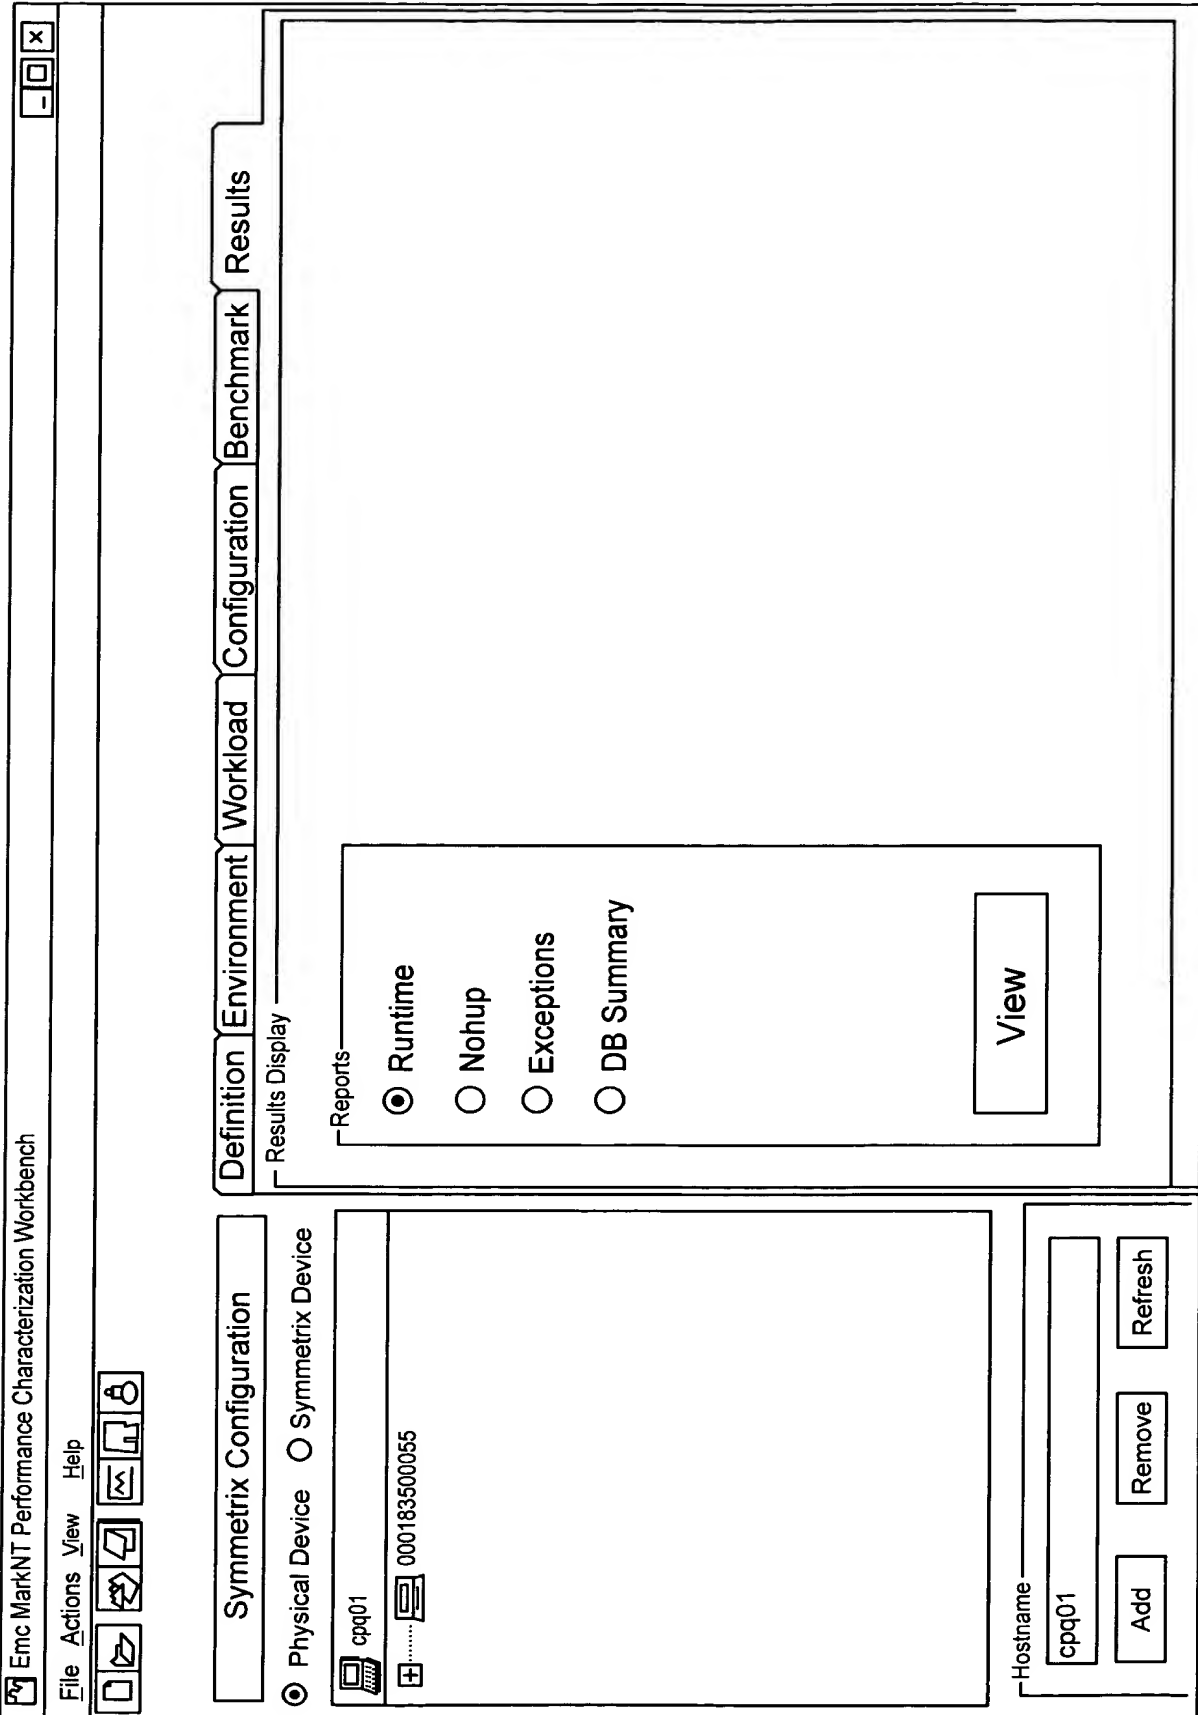 Emc MarkNT Performance Characterization Workbench
File Actions View Help
Symmetrix Configuration
Physical Device Symmetrix Device
cpq01
000183500055
Hostname
cpq01
Add Remove Refresh
Definition Environment Workload Configuration Benchmark Results
Results Display
Reports
Runtime
Nohup
Exceptions
DB Summary
View